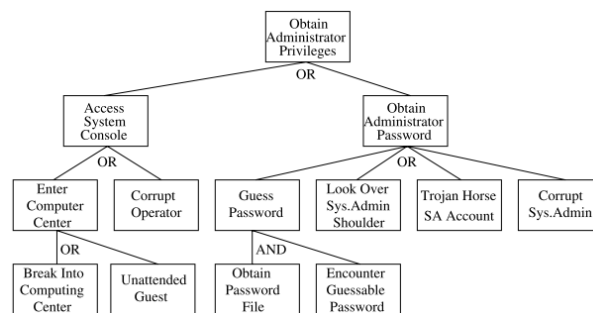 Obtain
Administrator
Privileges
OR
Access
System
Console
Obtain
Administrator
Password
OR
OR
Enter
Computer
Center
Corrupt
Operator
Guess
Password
Look Over
Sys.Admin
Shoulder
Trojan Horse
SA Account
Corrupt
Sys.Admin
OR
AND
Break Into
Computing
Center
Unattended
Guest
Obtain
Password
File
Encounter
Guessable
Password